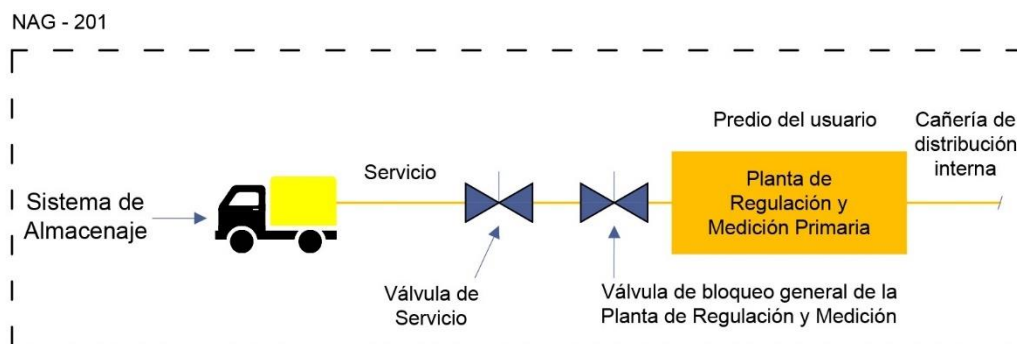 NAG - 201
Predio del usuario
Cañería de
distribución
interna
Servicio
Sistema de
Almacenaje
Planta de
Regulación y
Medición Primaria
Válvula de
Servicio
Válvula de bloqueo general de la
Planta de Regulación y Medición